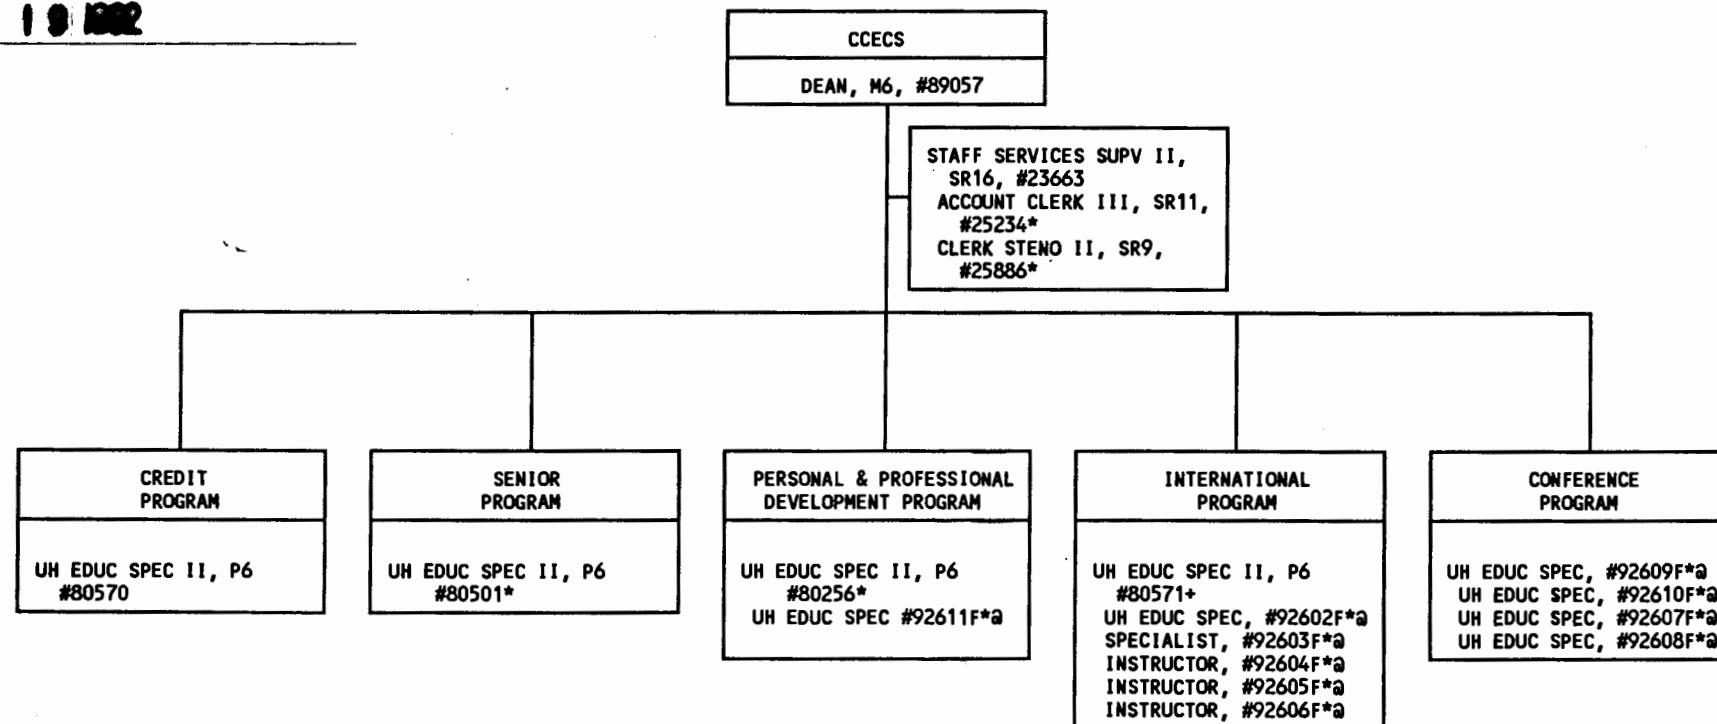 CCECS
DEAN, M6, #89057
STAFF SERVICES SUPV II,
SR16, #23663
ACCOUNT CLERK III, SR11,
#25234*
CLERK STENO II, SR9,
#25886*
CREDIT
PROGRAM
UH EDUC SPEC II, P6
#80570
SENIOR
PROGRAM
UH EDUC SPEC II, P6
#80501*
PERSONAL & PROFESSIONAL
DEVELOPMENT PROGRAM
UH EDUC SPEC II, P6
#80256*
UH EDUC SPEC #92611F*@
INTERNATIONAL
PROGRAM
UH EDUC SPEC II, P6
#80571+
UH EDUC SPEC, #92602F*@
SPECIALIST, #92603F*@
INSTRUCTOR, #92604F*@
INSTRUCTOR, #92605F*@
INSTRUCTOR, #92606F*@
CONFERENCE
PROGRAM
UH EDUC SPEC, #92609F*@
UH EDUC SPEC, #92610F*@
UH EDUC SPEC, #92607F*@
UH EDUC SPEC, #92608F*@